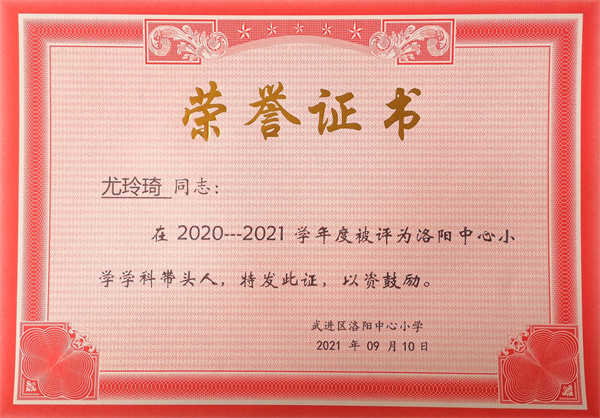 荣誉证书
尤玲琦 同志：
在 2020---2021 学年度被评为洛阳中心小
学学科带头人，特发此证，以资鼓励。
武进区洛阳中心小学
2021 年 09 月 10 日